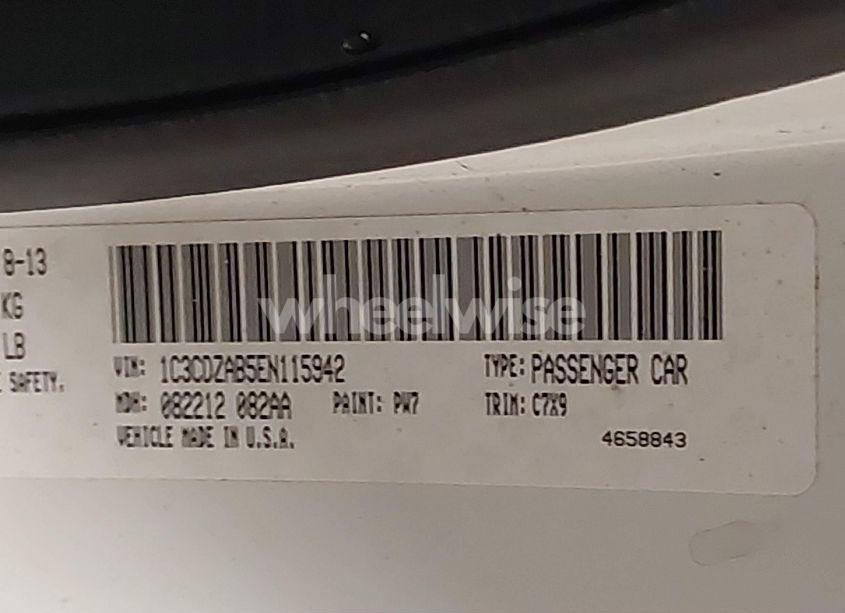 8-13
KG
LB
SAFETY.
wheelwise
VIN: 1C3CDZAB5EN115942 TYPE: PASSENGER CAR
MDH: 082212 082AA PAINT: PW7 TRIM: C7X9
VEHICLE MADE IN U.S.A. 4658843